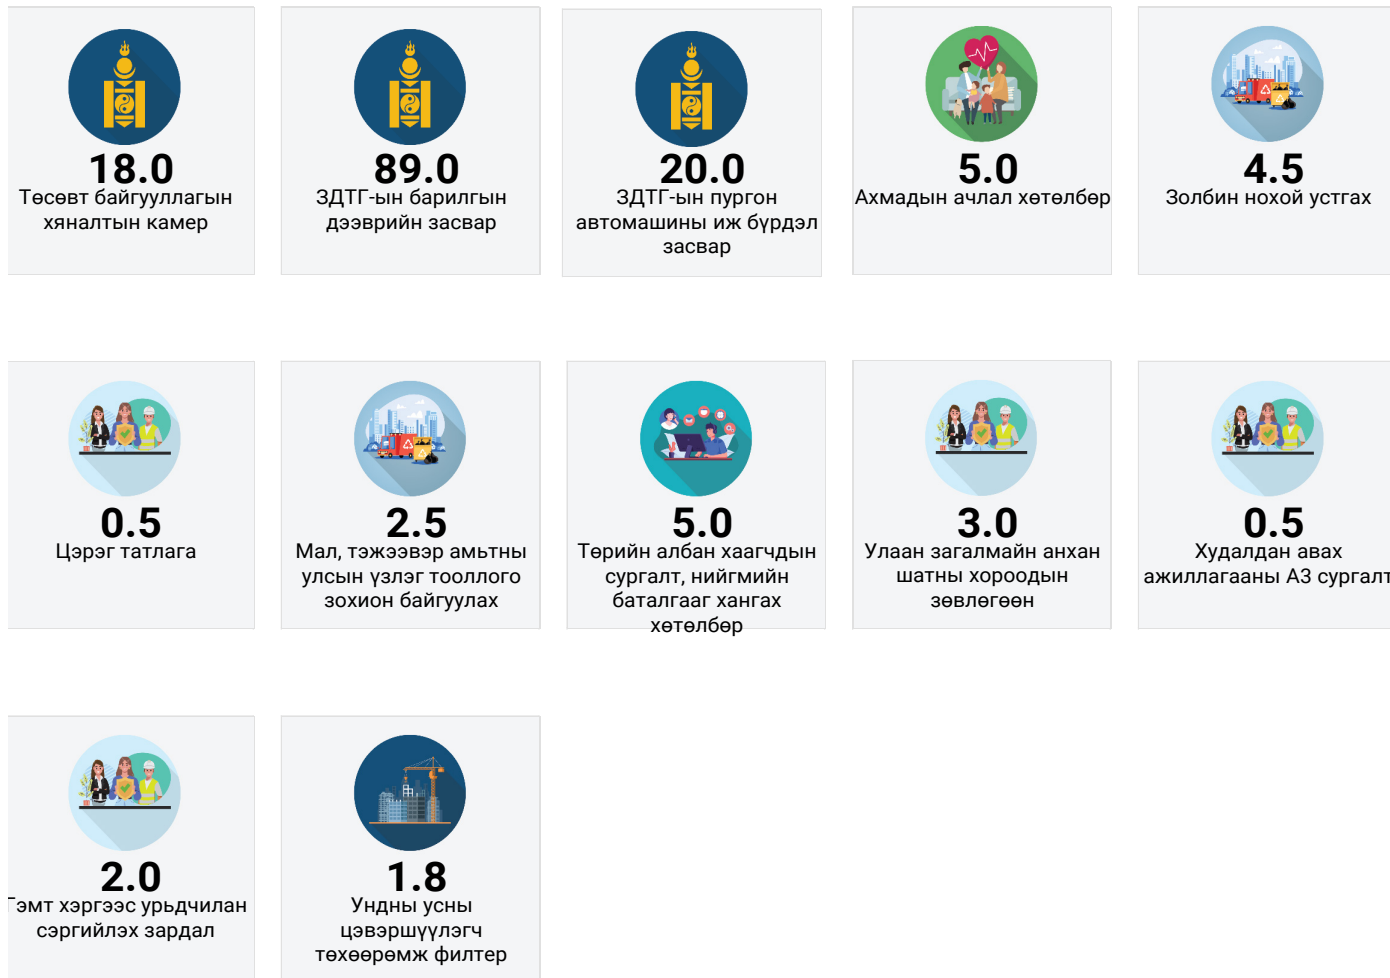 18.0
Төсөвт байгууллагын
хяналтын камер
89.0
ЗДТГ-ын барилгын
дээврийн засвар
20.0
ЗДТГ-ын пургон
автомашины иж бүрдэл
засвар
5.0
Ахмадын ачлал хөтөлбөр
4.5
Золбин нохой устгах
0.5
Цэрэг татлага
2.5
Мал, тэжээвэр амьтны
улсын үзлэг тооллого
зохион байгуулах
5.0
Төрийн албан хаагчдын
сургалт, нийгмийн
баталгааг хангах
хөтөлбөр
3.0
Улаан загалмайн анхан
шатны хороодын
зөвлөгөөн
0.5
Худалдан авах
ажиллагааны А3 сургалт
2.0
Гэмт хэргээс урьдчилан
сэргийлэх зардал
1.8
Ундны усны
цэвэршүүлэгч
төхөөрөмж филтер